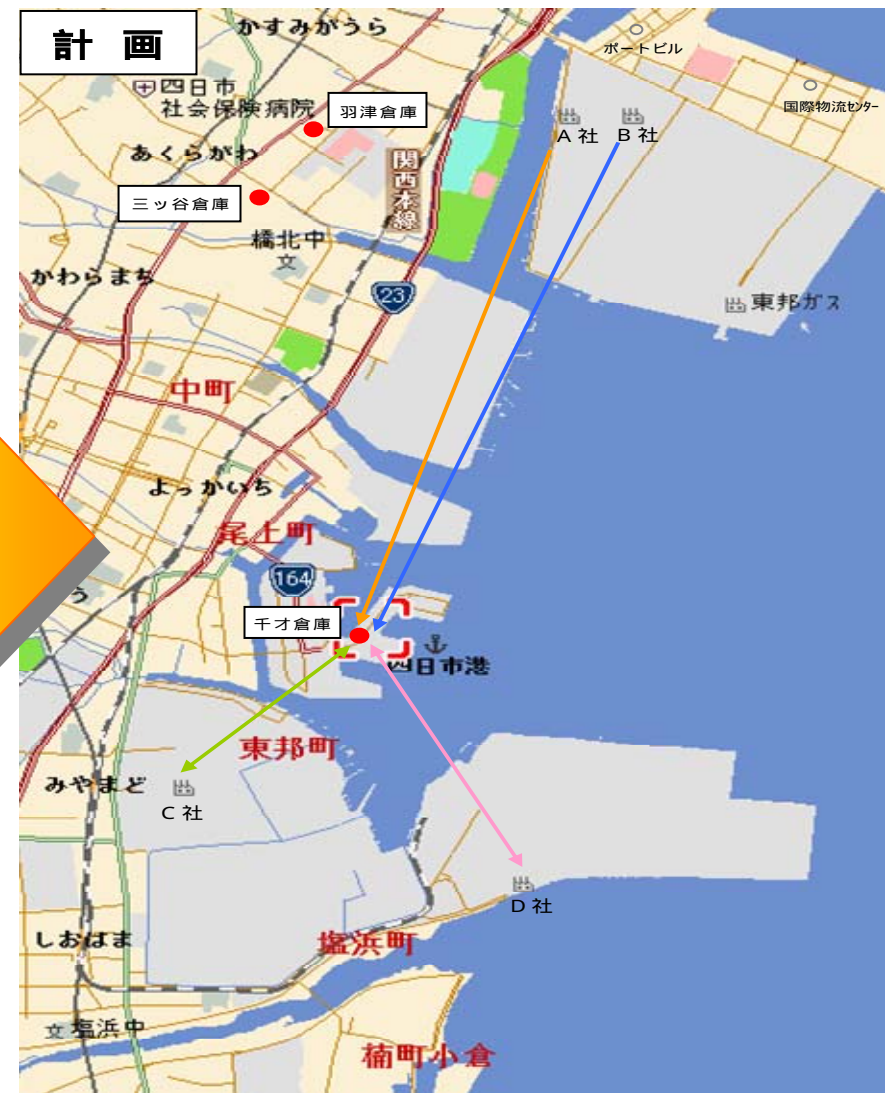 計 画
かすみがうら
ポートビル
国際物流センター
四日市
社会保険病院
羽津倉庫
A 社
B 社
あくらがわ
関西本線
三ッ谷倉庫
橋北中
文
かわらまち
23
東邦ガス
中町
よっかいち
尾上町
164
う
千才倉庫
四日市港
東邦町
みやまど
C 社
D 社
しおはま
塩浜町
文 塩浜中
楠町小倉